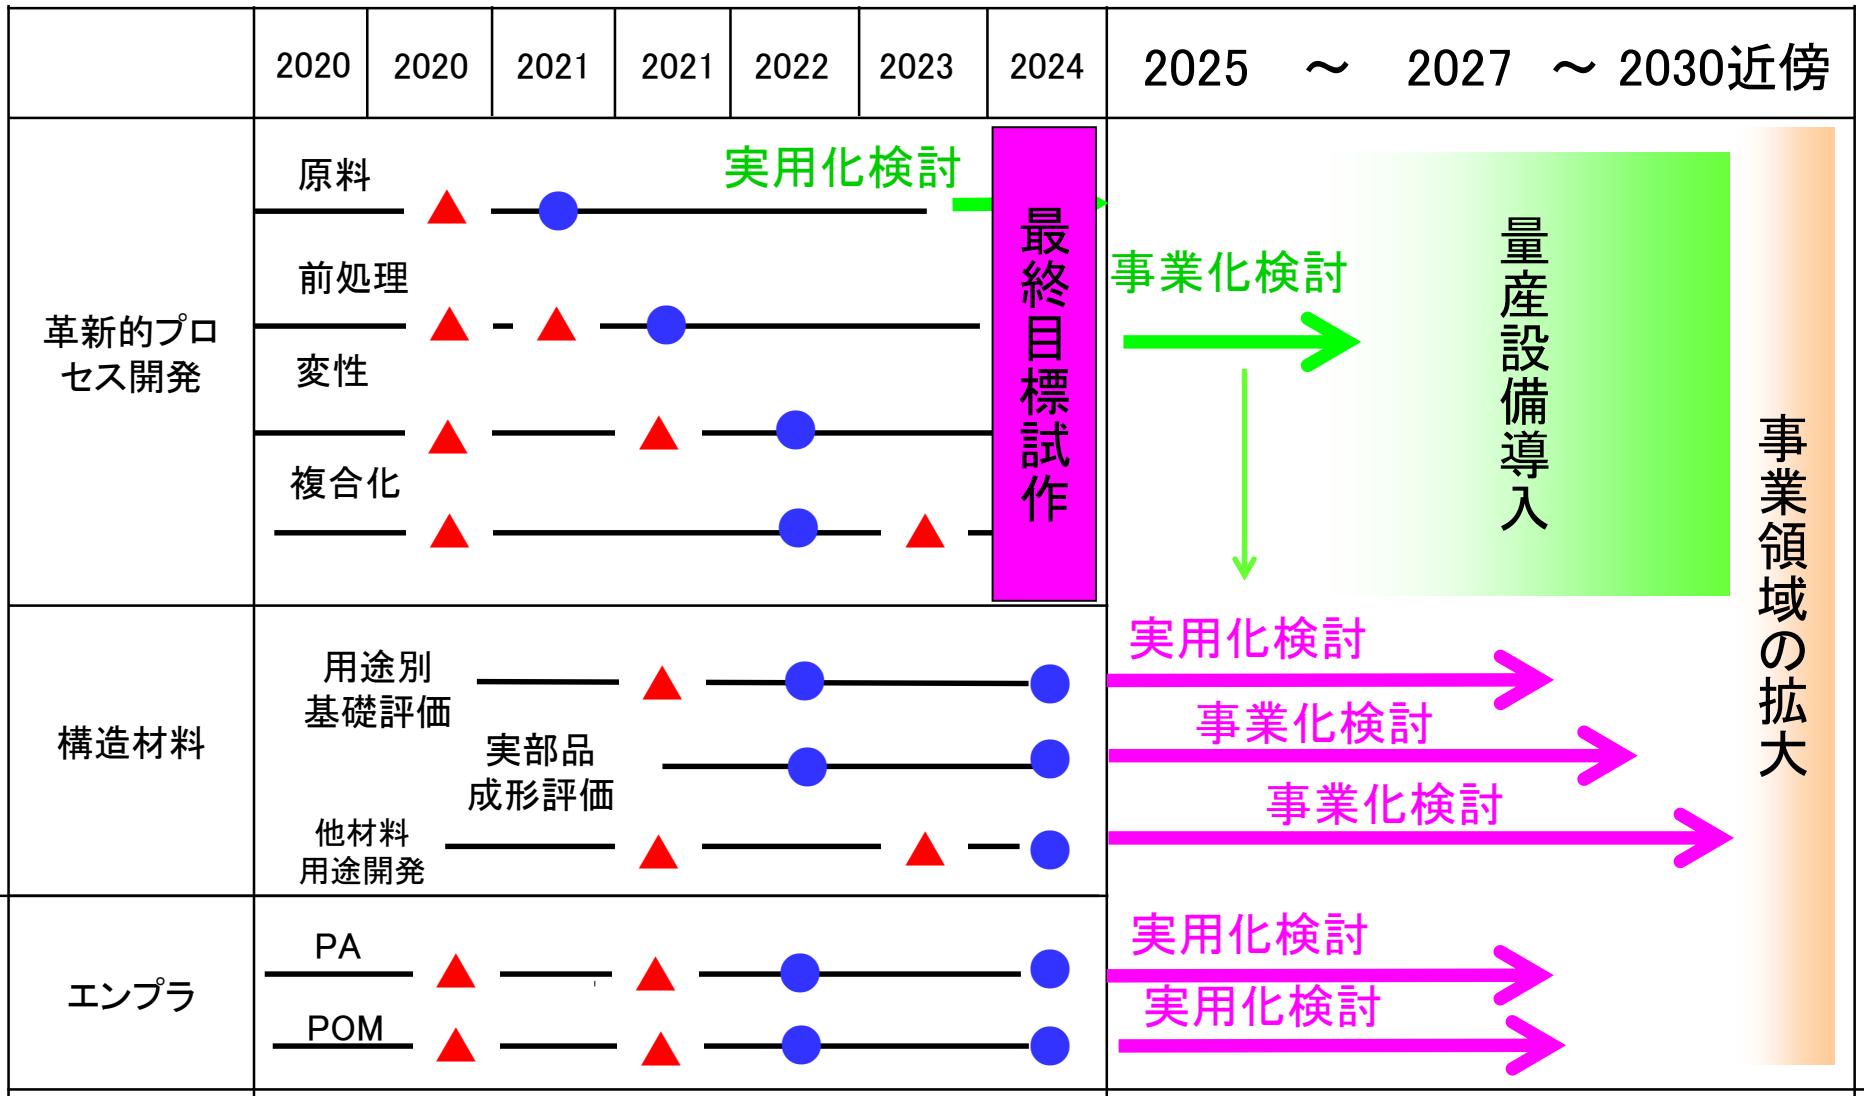 2020 2020 2021 2021 2022 2023 2024 2025 ～ 2027 ～ 2030近傍
革新的プロ
セス開発
原料
前処理
変性
複合化
実用化検討
最終目標試作
事業化検討
量産設備導入
事業領域の拡大
構造材料
用途別
基礎評価
実部品
成形評価
他材料
用途開発
実用化検討
事業化検討
事業化検討
エンプラ
PA
POM
実用化検討
実用化検討